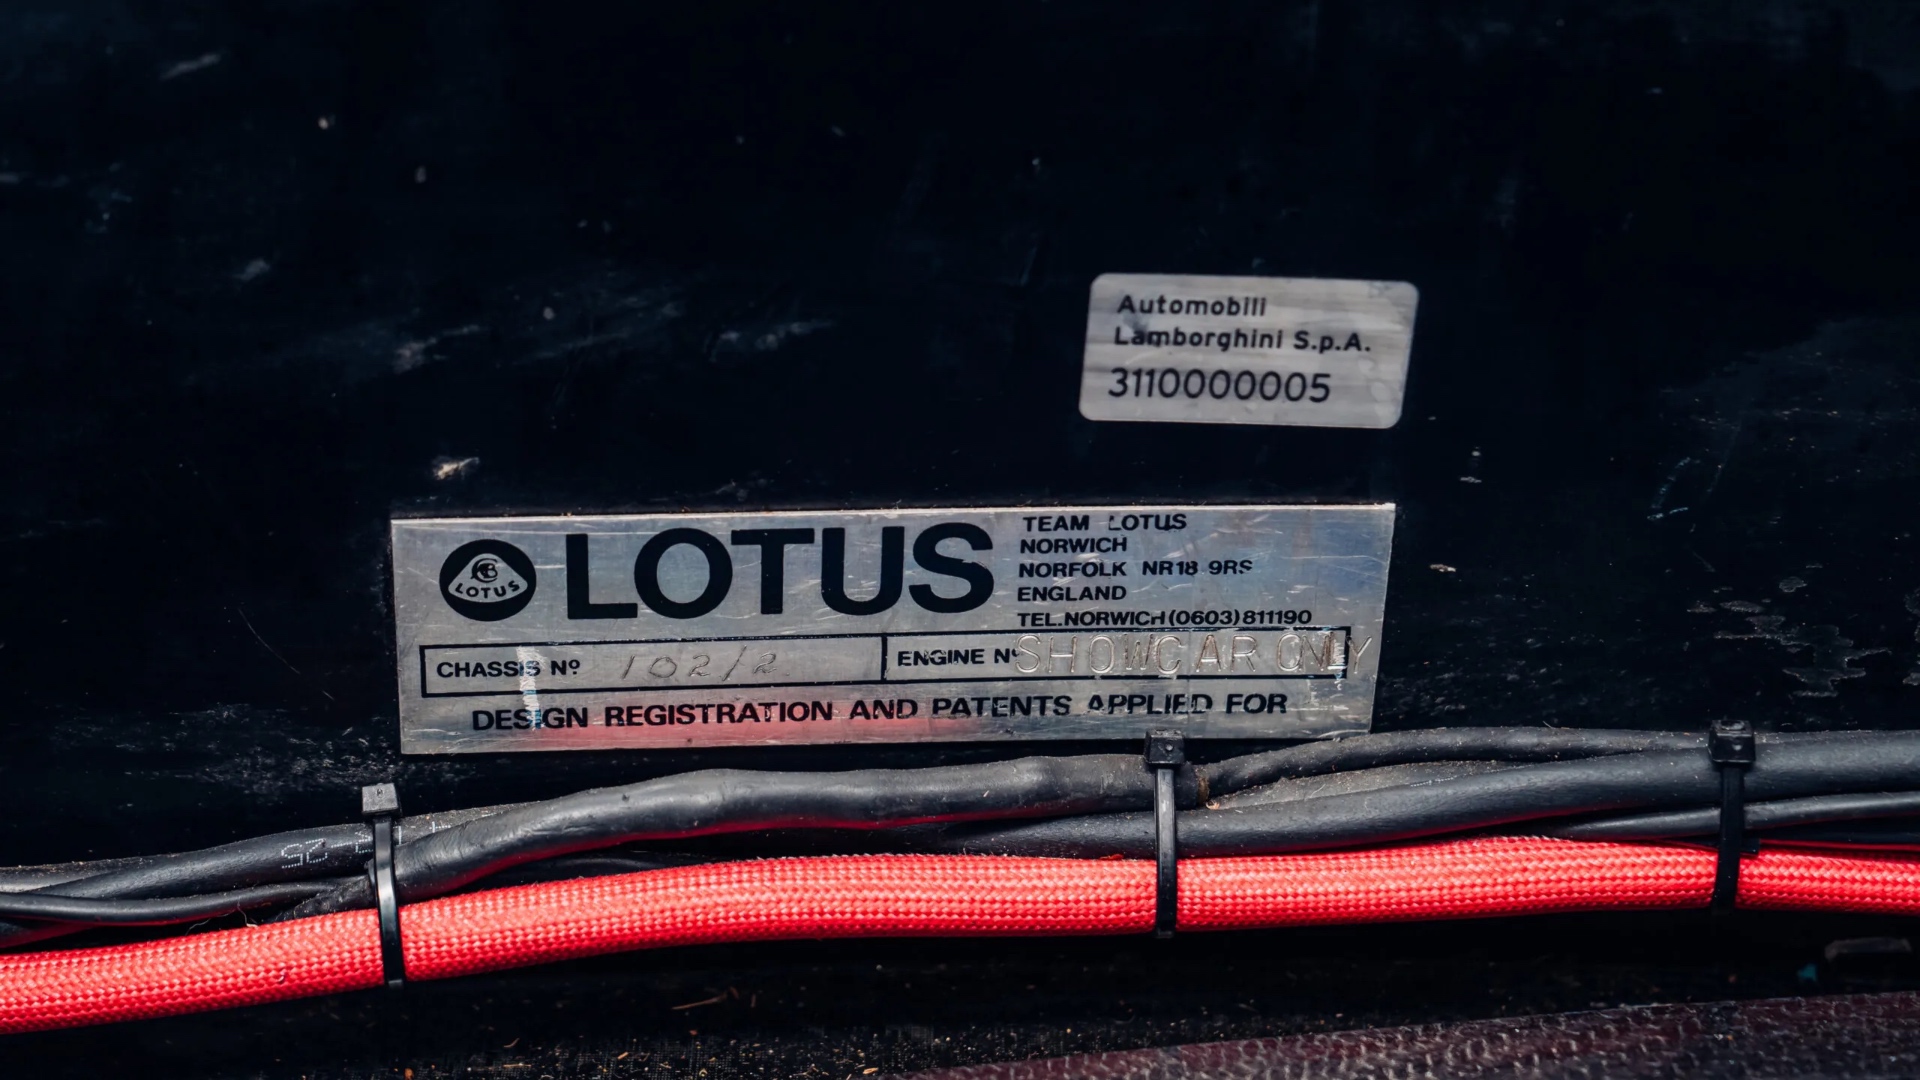 Automobili
Lamborghini S.p.A.
3110000005
LOTUS
LOTUS
TEAM LOTUS
NORWICH
NORFOLK NR18 9RS
ENGLAND
TEL.NORWICH (0603) 811190
CHASSIS Nº 102/2
ENGINE Nº SHOWCAR ONLY
DESIGN REGISTRATION AND PATENTS APPLIED FOR